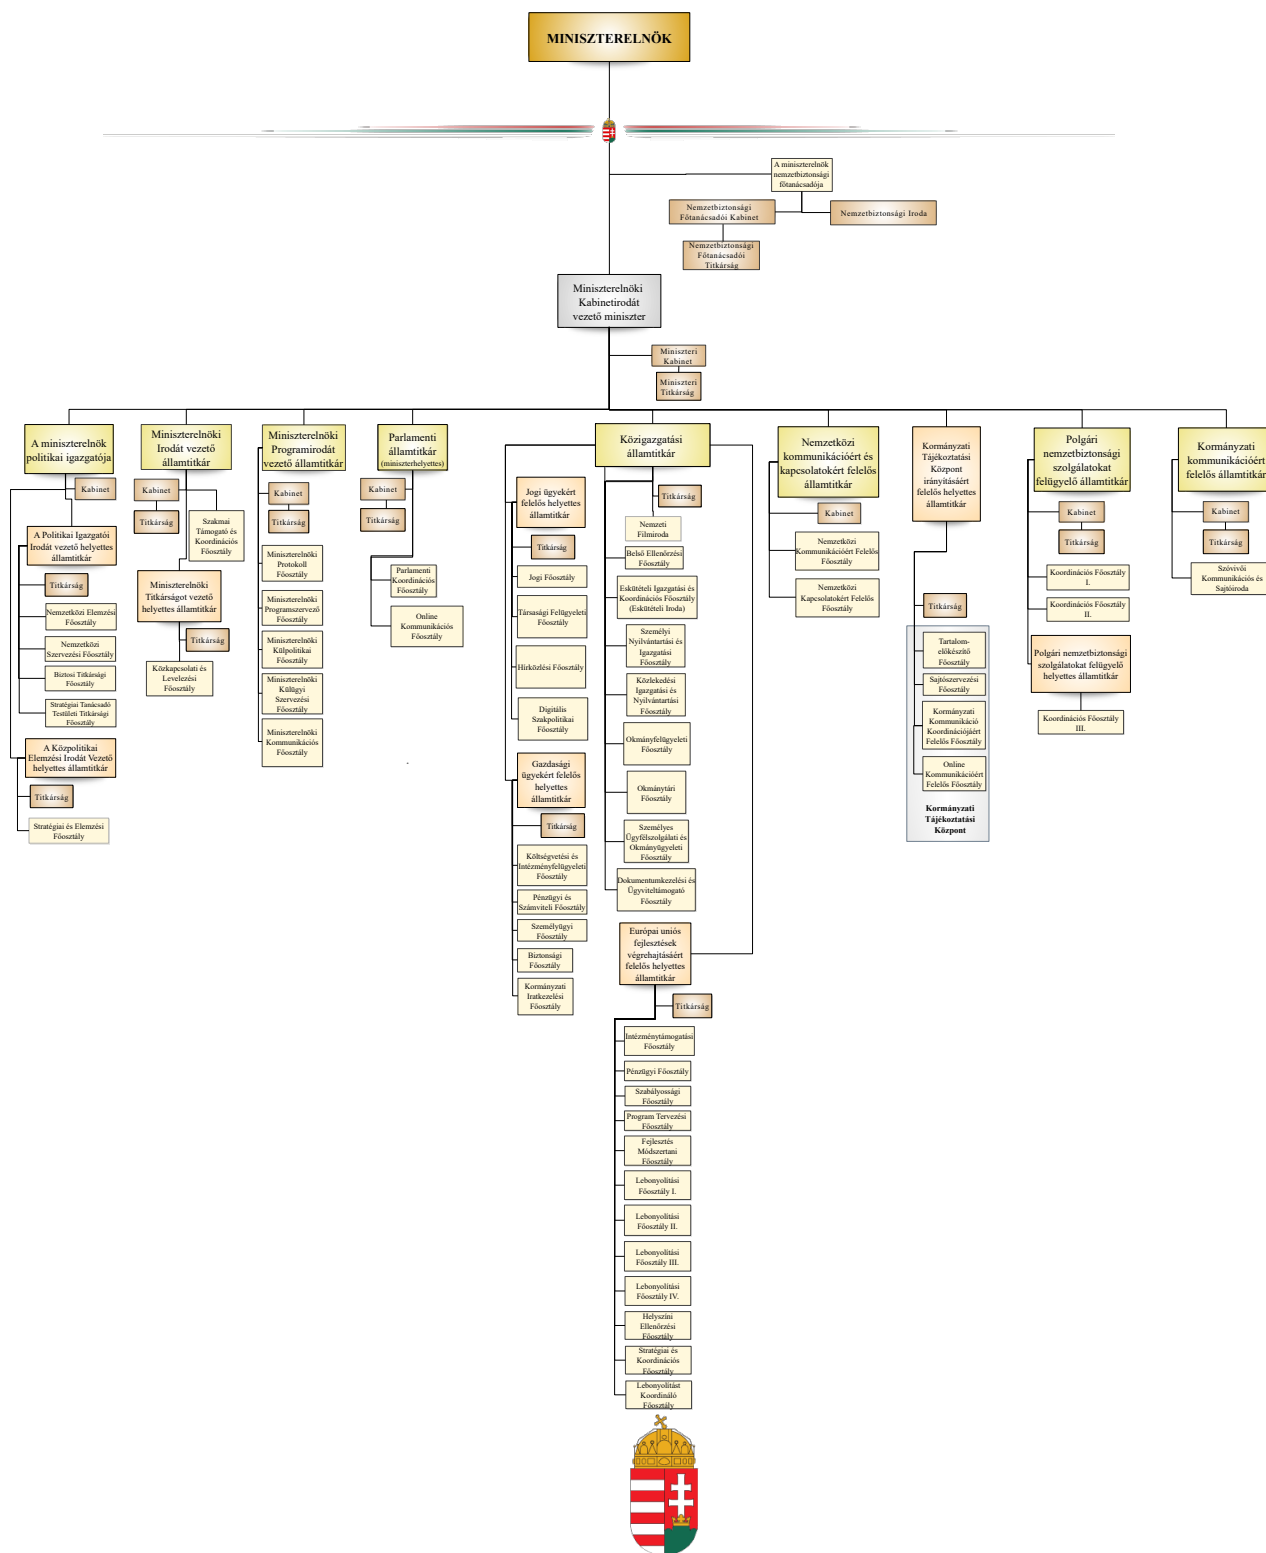 MINISZTERELNÖK
A miniszterelnök
nemzetbiztonsági
főtanácsadója
Nemzetbiztonsági
Főtanácsadói Kabinet
Nemzetbiztonsági Iroda
Nemzetbiztonsági
Főtanácsadói
Titkárság
Miniszterelnöki
Kabinetirodát
vezető miniszter
Miniszteri
Kabinet
Miniszteri
Titkárság
A miniszterelnök
politikai igazgatója
Kabinet
A Politikai Igazgatói
Irodát vezető helyettes
államtitkár
Titkárság
Nemzetközi Elemzési
Főosztály
Nemzetközi
Szervezési Főosztály
Biztosi Titkársági
Főosztály
Stratégiai Tanácsadó
Testületi Titkársági
Főosztály
A Közpolitikai
Elemzési Irodát Vezető
helyettes államtitkár
Titkárság
Stratégiai és Elemzési
Főosztály
Miniszterelnöki
Irodát vezető
államtitkár
Kabinet
Titkárság
Szakmai
Támogató és
Koordinációs
Főosztály
Miniszterelnöki
Titkárságot vezető
helyettes államtitkár
Titkárság
Közkapcsolati és
Levelezési
Főosztály
Miniszterelnöki
Programirodát
vezető államtitkár
Kabinet
Titkárság
Miniszterelnöki
Protokoll
Főosztály
Miniszterelnöki
Programszervező
Főosztály
Miniszterelnöki
Külpolitikai
Főosztály
Miniszterelnöki
Külügyi
Szervezési
Főosztály
Miniszterelnöki
Kommunikációs
Főosztály
Parlamenti
államtitkár
(miniszterhelyettes)
Kabinet
Titkárság
Parlamenti
Koordinációs
Főosztály
Online
Kommunikációs
Főosztály
Közigazgatási
államtitkár
Titkárság
Jogi ügyekért
felelős helyettes
államtitkár
Titkárság
Jogi Főosztály
Társasági Felügyeleti
Főosztály
Hírközlési Főosztály
Digitális
Szakpolitikai
Főosztály
Gazdasági
ügyekért felelős
helyettes
államtitkár
Titkárság
Költségvetési és
Intézményfelügyeleti
Főosztály
Pénzügyi és
Számviteli Főosztály
Személyügyi
Főosztály
Biztonsági
Főosztály
Kormányzati
Iratkezelési
Főosztály
Nemzeti
Filmiroda
Belső Ellenőrzési
Főosztály
Eskütételi Igazgatási és
Koordinációs Főosztály
(Eskütételi Iroda)
Személyi
Nyilvántartási és
Igazgatási
Főosztály
Közlekedési
Igazgatási és
Nyilvántartási
Főosztály
Okmányfelügyeleti
Főosztály
Okmánytári
Főosztály
Személyes
Ügyfélszolgálati és
Okmányügyeleti
Főosztály
Dokumentumkezelési és
Ügyviteltámogató
Főosztály
Európai uniós
fejlesztések
végrehajtásáért
felelős helyettes
államtitkár
Titkárság
Intézménytámogatási
Főosztály
Pénzügyi Főosztály
Szabályossági
Főosztály
Program Tervezési
Főosztály
Fejlesztés
Módszertani
Főosztály
Lebonyolítási
Főosztály I.
Lebonyolítási
Főosztály II.
Lebonyolítási
Főosztály III.
Lebonyolítási
Főosztály IV.
Helyszíni
Ellenőrzési
Főosztály
Stratégiai és
Koordinációs
Főosztály
Lebonyolítást
Koordináló
Főosztály
Nemzetközi
kommunikációért és
kapcsolatokért felelős
államtitkár
Kabinet
Nemzetközi
Kommunikációért Felelős
Főosztály
Nemzetközi
Kapcsolatokért Felelős
Főosztály
Kormányzati
Tájékoztatási
Központ
irányításáért
felelős helyettes
államtitkár
Titkárság
Tartalom-
előkészítő
Főosztály
Sajtószervezési
Főosztály
Kormányzati
Kommunikáció
Koordinációjáért
Felelős Főosztály
Online
Kommunikációért
Felelős Főosztály
Kormányzati
Tájékoztatási
Központ
Polgári
nemzetbiztonsági
szolgálatokat
felügyelő államtitkár
Kabinet
Titkárság
Koordinációs Főosztály
I.
Koordinációs Főosztály
II.
Polgári nemzetbiztonsági
szolgálatokat felügyelő
helyettes államtitkár
Koordinációs Főosztály
III.
Kormányzati
kommunikációért
felelős államtitkár
Kabinet
Titkárság
Szóvivői
Kommunikációs és
Sajtóiroda